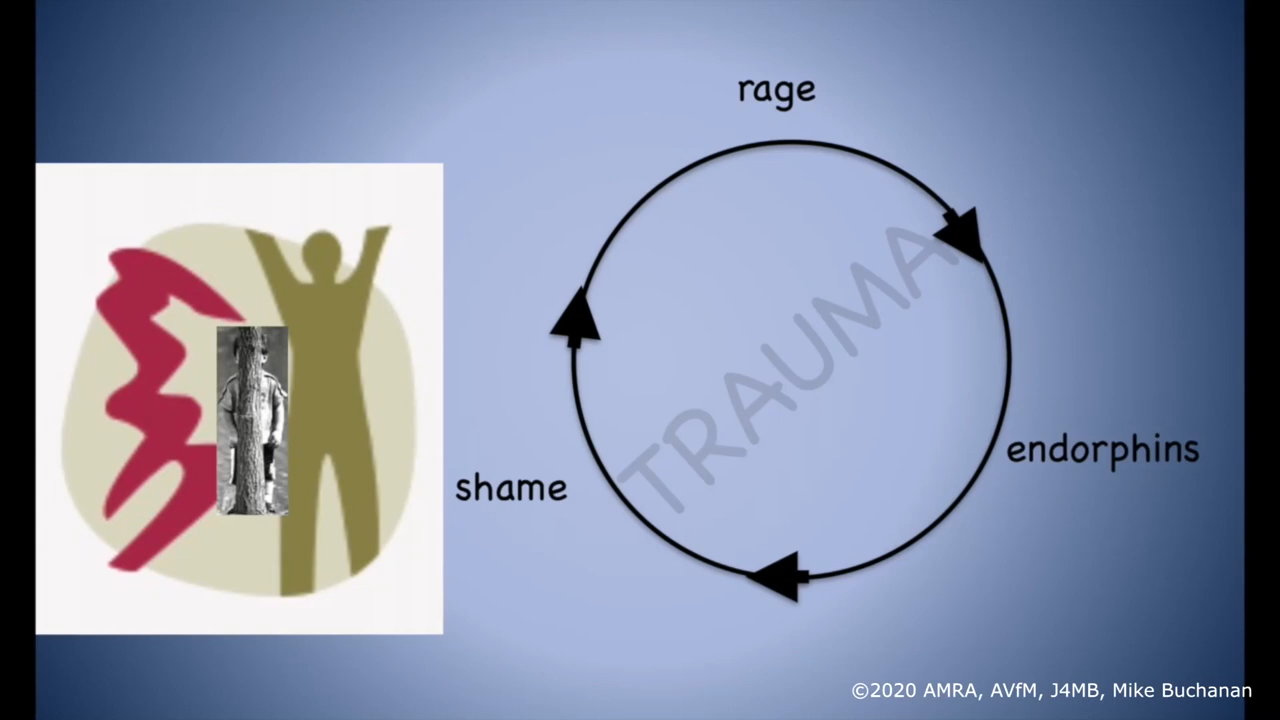 rage
TRAUMA
endorphins
shame
©2020 AMRA, AVfM, J4MB, Mike Buchanan